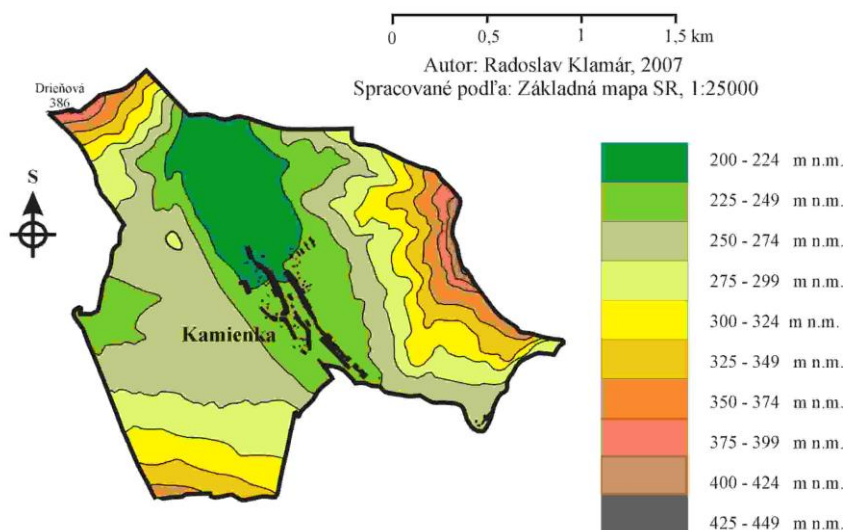 0 0,5 1 1,5 km
Autor: Radoslav Klamár, 2007
Spracované podľa: Základná mapa SR, 1:25000
Drieňová
386
S
Kamienka
200 - 224 m n.m.
225 - 249 m n.m.
250 - 274 m n.m.
275 - 299 m n.m.
300 - 324 m n.m.
325 - 349 m n.m.
350 - 374 m n.m.
375 - 399 m n.m.
400 - 424 m n.m.
425 - 449 m n.m.